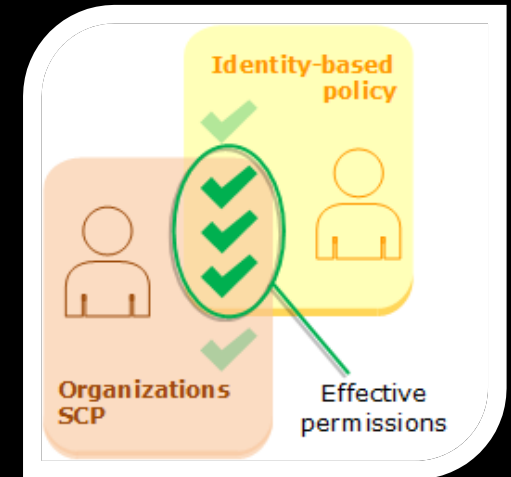 Identity-based
policy
Organizations
SCP
Effective
permissions